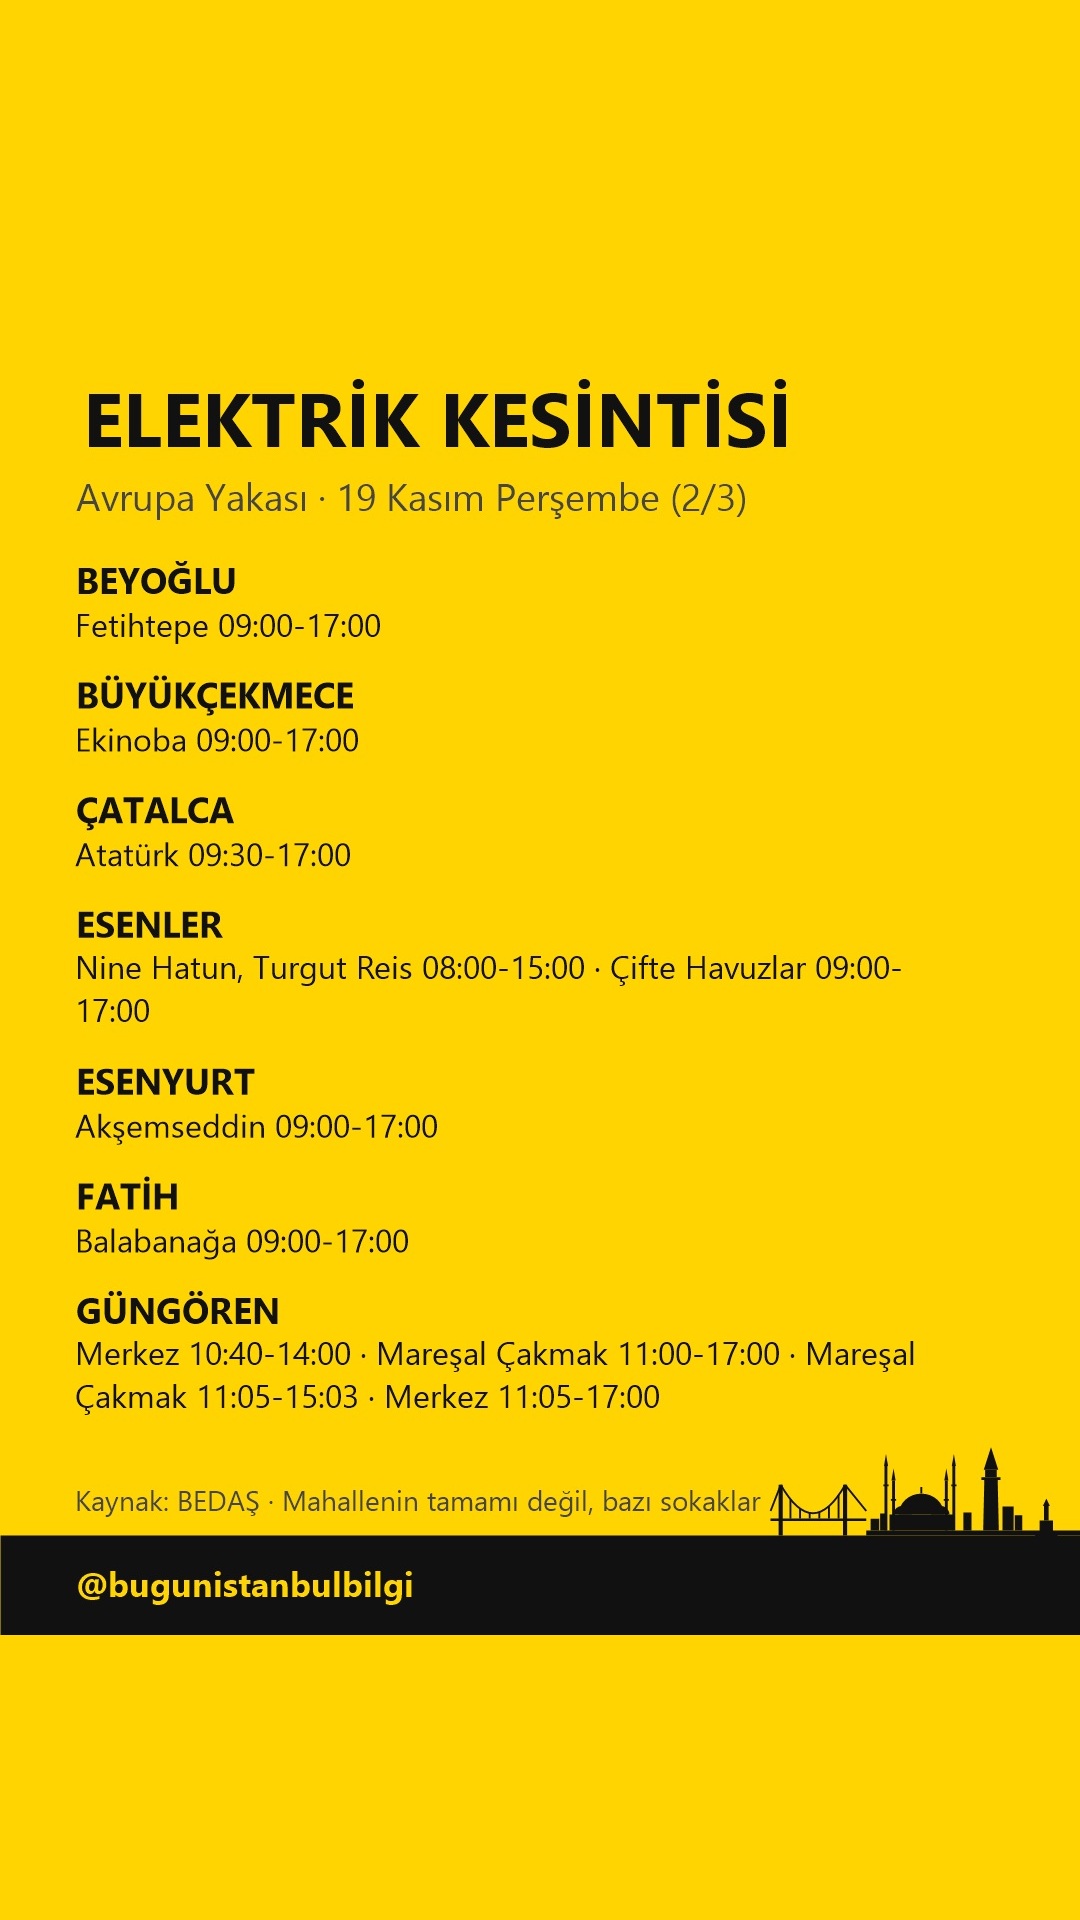 ELEKTRİK KESİNTİSİ
Avrupa Yakası · 19 Kasım Perşembe (2/3)
BEYOĞLU
Fetihtepe 09:00-17:00
BÜYÜKÇEKMECE
Ekinoba 09:00-17:00
ÇATALCA
Atatürk 09:30-17:00
ESENLER
Nine Hatun, Turgut Reis 08:00-15:00 · Çifte Havuzlar 09:00-
17:00
ESENYURT
Akşemseddin 09:00-17:00
FATİH
Balabanağa 09:00-17:00
GÜNGÖREN
Merkez 10:40-14:00 · Mareşal Çakmak 11:00-17:00 · Mareşal
Çakmak 11:05-15:03 · Merkez 11:05-17:00
Kaynak: BEDAŞ · Mahallenin tamamı değil, bazı sokaklar
@bugunistanbulbilgi